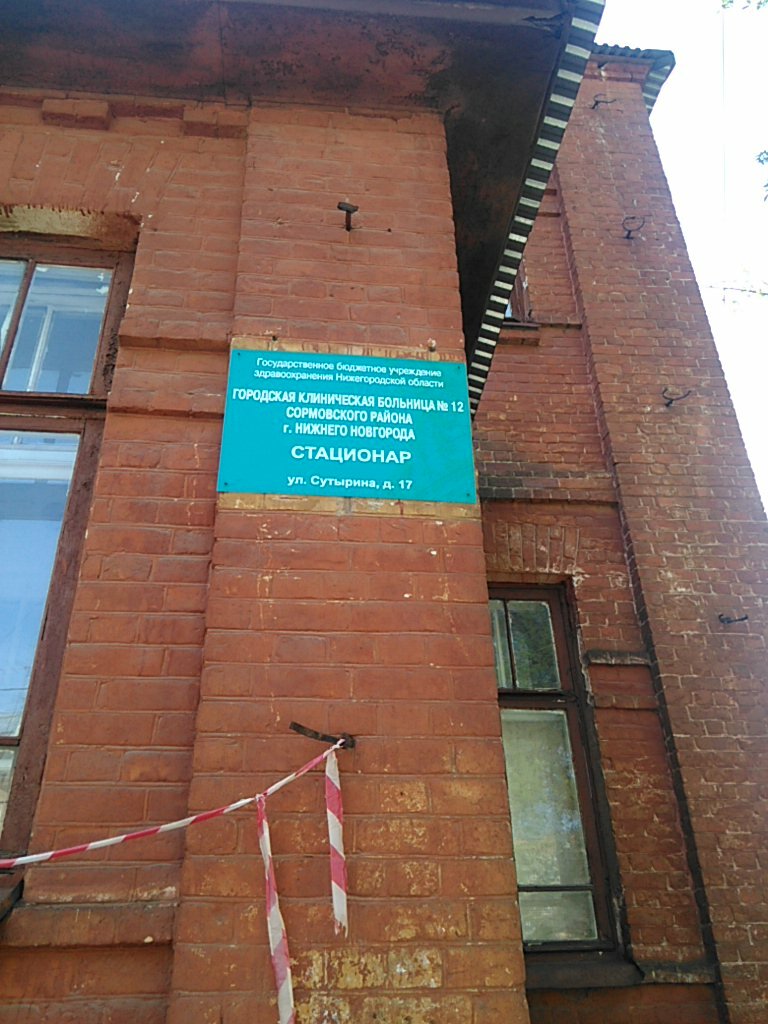 Государственное бюджетное учреждение
здравоохранения Нижегородской области
ГОРОДСКАЯ КЛИНИЧЕСКАЯ БОЛЬНИЦА № 12
СОРМОВСКОГО РАЙОНА
г. НИЖНЕГО НОВГОРОДА
СТАЦИОНАР
ул. Сутырина, д. 17